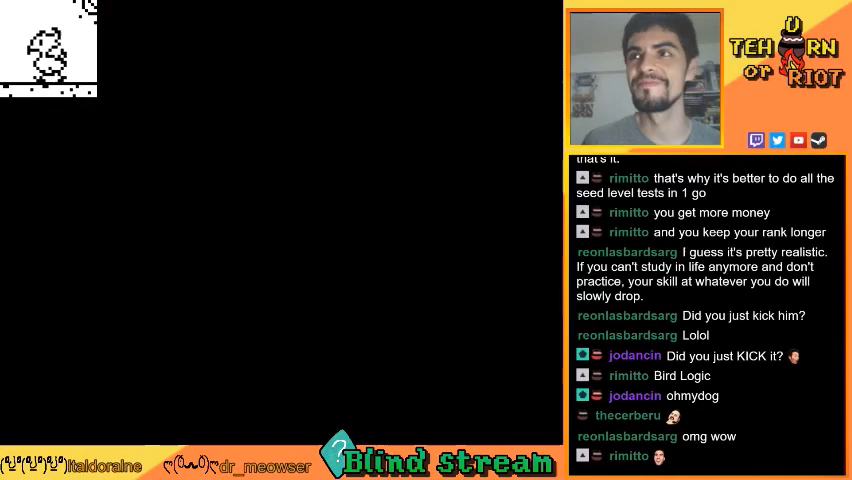 U
TEH RN
or RIOT
that's it.
rimitto that's why it's better to do all the
seed level tests in 1 go
rimitto you get more money
rimitto and you keep your rank longer
reonlasbardsarg I guess it's pretty realistic.
If you can't study in life anymore and don't
practice, your skill at whatever you do will
slowly drop.
reonlasbardsarg Did you just kick him?
reonlasbardsarg Lolol
jodancin Did you just KICK it?
rimitto Bird Logic
jodancin ohmydog
thecerberu
reonlasbardsarg omg wow
rimitto
italdoraine
dr_meowser
? Blind stream